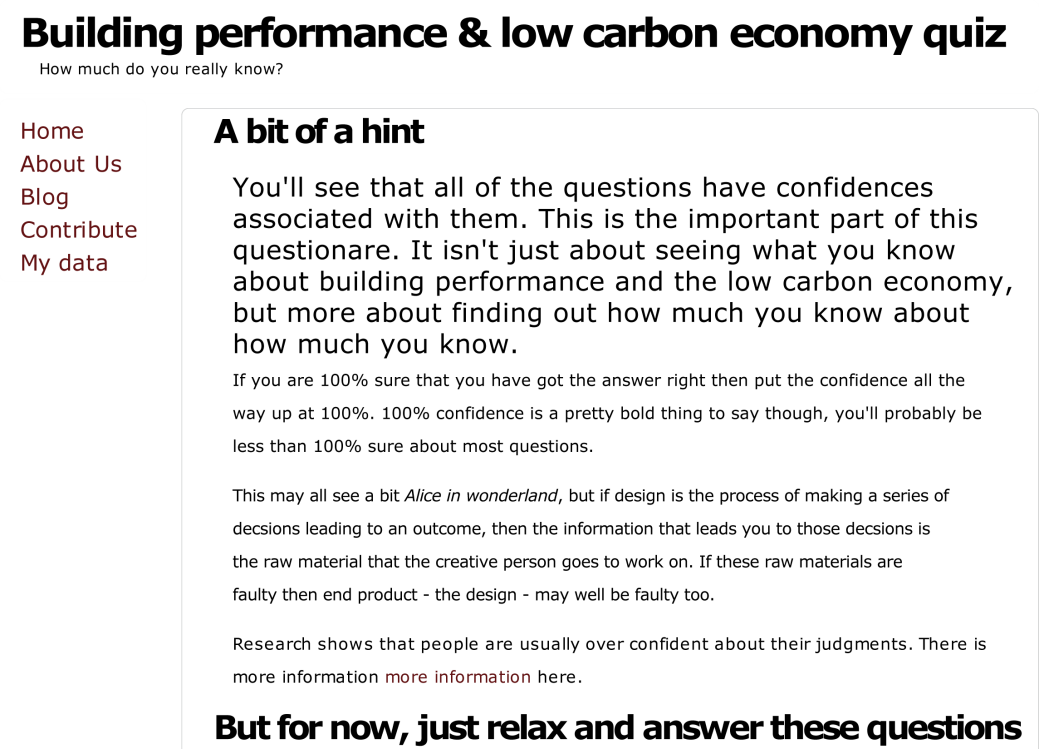 Building performance & low carbon economy quiz
How much do you really know?
Home
About Us
Blog
Contribute
My data
A bit of a hint
You'll see that all of the questions have confidences
associated with them. This is the important part of this
questionare. It isn't just about seeing what you know
about building performance and the low carbon economy,
but more about finding out how much you know about
how much you know.
If you are 100% sure that you have got the answer right then put the confidence all the
way up at 100%. 100% confidence is a pretty bold thing to say though, you'll probably be
less than 100% sure about most questions.
This may all see a bit Alice in wonderland, but if design is the process of making a series of
decsions leading to an outcome, then the information that leads you to those decsions is
the raw material that the creative person goes to work on. If these raw materials are
faulty then end product - the design - may well be faulty too.
Research shows that people are usually over confident about their judgments. There is
more information more information here.
But for now, just relax and answer these questions